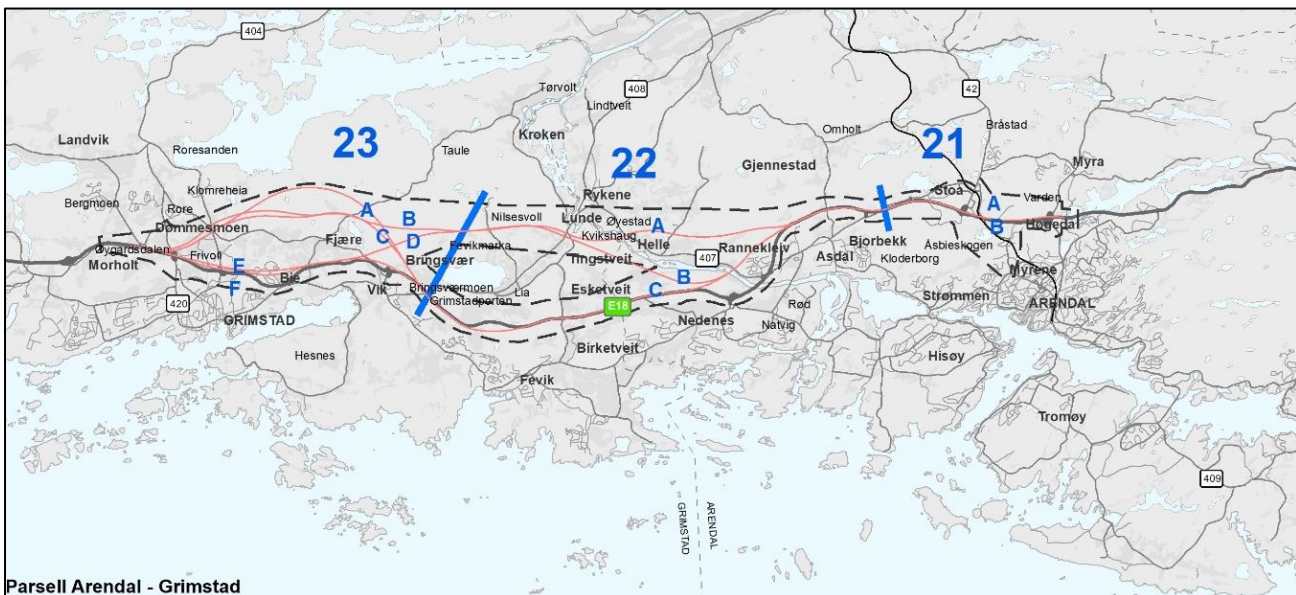 404
Tørvolt
408
Lindtveit
42
Bråstad
Landvik
Roresanden
23
Taule
Kroken
22
Omholt
21
Myra
Gjennestad
Klemreheia
Bergmoen
Rore
Rykene
Stoa
Varden
A
A
B
Nilsesvoll
Lunde
Øyestad
A
B
Høgedal
Dømmesmoen
Fjære
C
D
Fevikmarka
Kvikshaug
Helle
Rannekleiv
Bjorbekk
Åsbieskogen
Øygardsdalen
Frivoll
Bringsvær
Tingstveit
407
Asdal
Kloderborg
Morholt
E
Bie
B
Myrene
F
Vik
Bringsværmoen
Lia
Esketveit
C
Rød
Strømmen
ARENDAL
420
Grimstadporten
E18
GRIMSTAD
Nedenes
Natvig
Hesnes
Birketveit
Hisøy
Fevik
Tromøy
409
GRIMSTAD
ARENDAL
Parsell Arendal - Grimstad